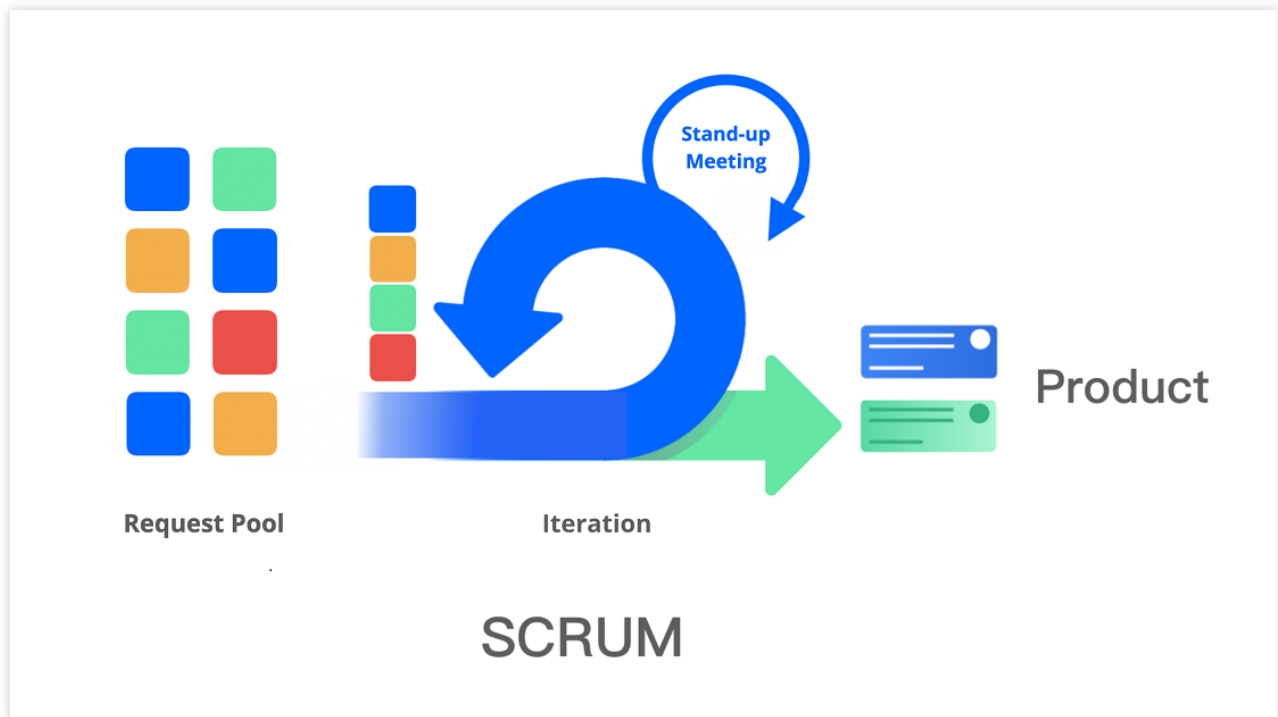 Stand-up
Meeting
Product
Request Pool
Iteration
.
SCRUM